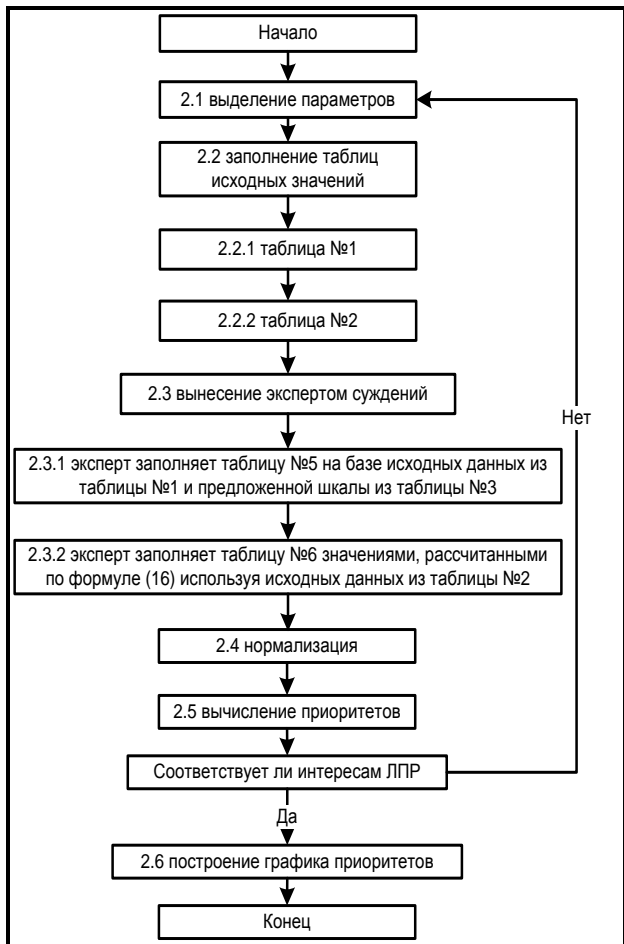 Начало
2.1 выделение параметров
2.2 заполнение таблиц
исходных значений
2.2.1 таблица №1
2.2.2 таблица №2
2.3 вынесение экспертом суждений
Нет
2.3.1 эксперт заполняет таблицу №5 на базе исходных данных из
таблицы №1 и предложенной шкалы из таблицы №3
2.3.2 эксперт заполняет таблицу №6 значениями, рассчитанными
по формуле (16) используя исходных данных из таблицы №2
2.4 нормализация
2.5 вычисление приоритетов
Соответствует ли интересам ЛПР
Да
2.6 построение графика приоритетов
Конец